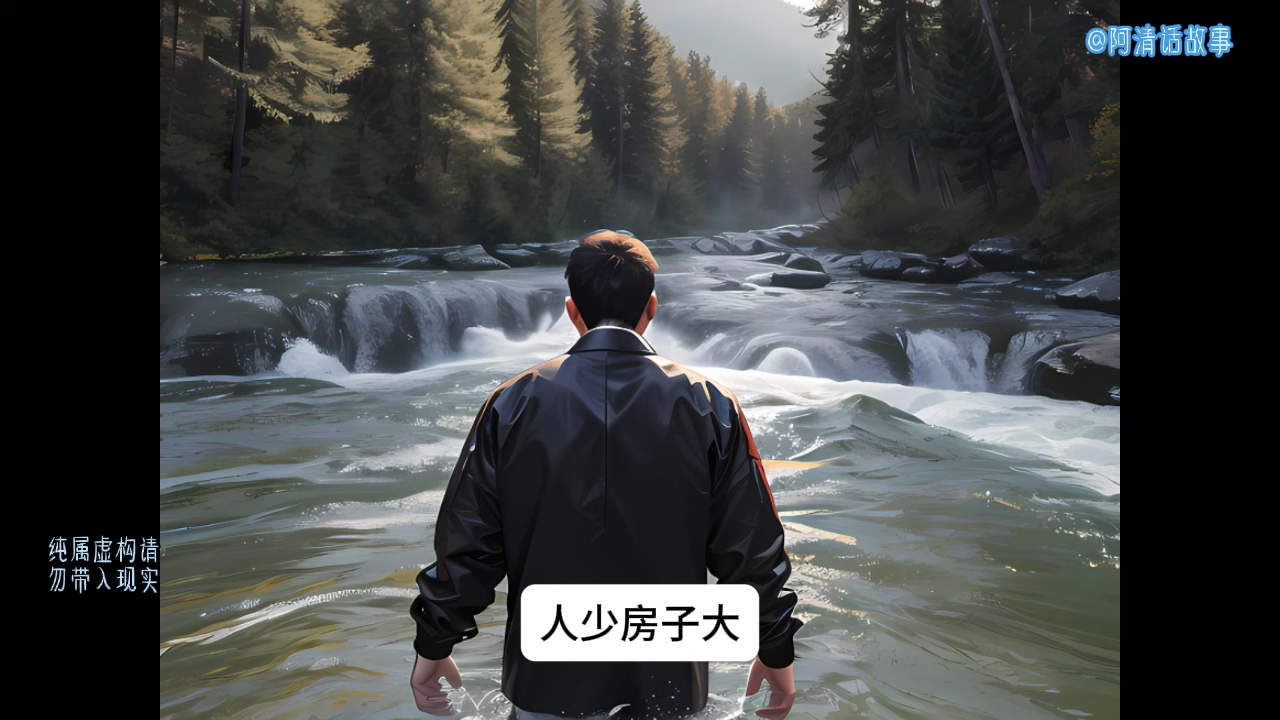 @阿清话故事
纯属虚构请
勿带入现实
人少房子大